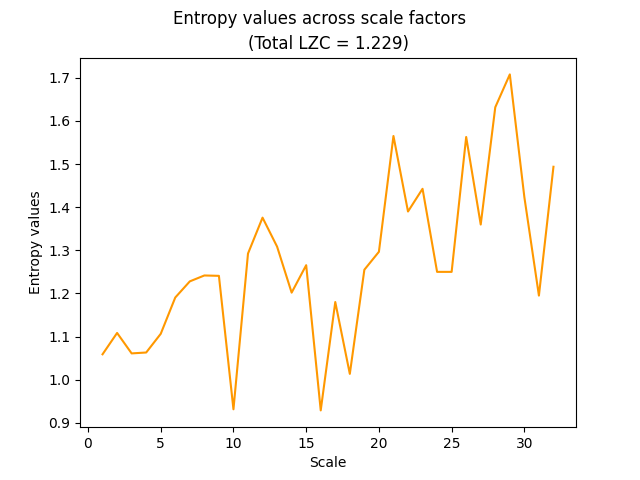 Entropy values across scale factors
(Total LZC = 1.229)
1.7
1.6
1.5
1.4
1.3
1.2
1.1
1.0
0.9
Entropy values
0 5 10 15 20 25 30
Scale